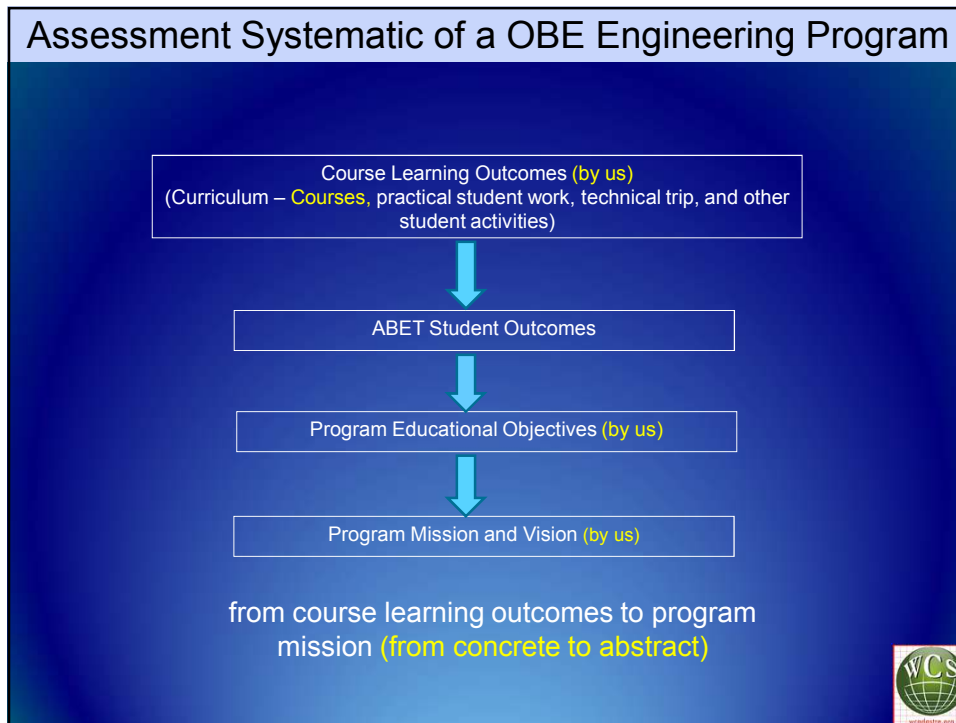 Assessment Systematic of a OBE Engineering Program
Course Learning Outcomes (by us)
(Curriculum – Courses, practical student work, technical trip, and other
student activities)
ABET Student Outcomes
Program Educational Objectives (by us)
Program Mission and Vision (by us)
from course learning outcomes to program
mission (from concrete to abstract)
WCS